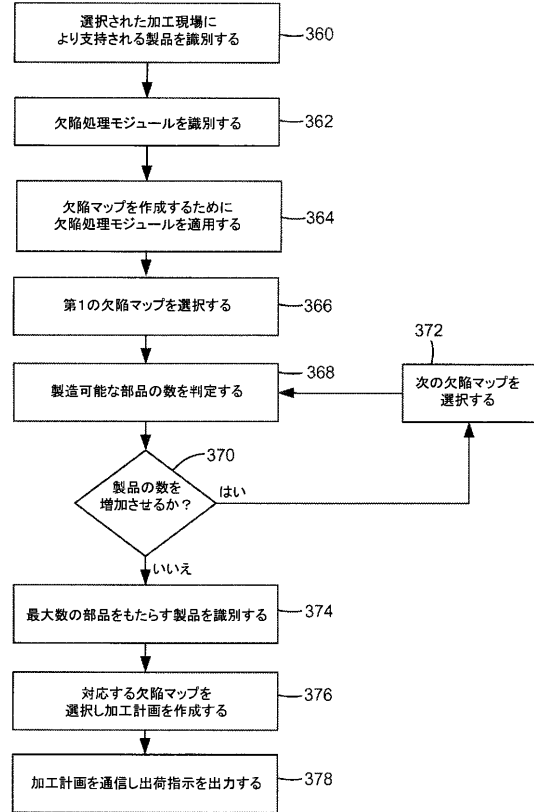 選択された加工現場に
より支持される製品を識別する
360
欠陥処理モジュールを識別する
362
欠陥マップを作成するために
欠陥処理モジュールを適用する
364
第1の欠陥マップを選択する
366
372
368
製造可能な部品の数を判定する
次の欠陥マップを
選択する
370
製品の数を
増加させるか？
はい
いいえ
最大数の部品をもたらす製品を識別する
374
対応する欠陥マップを
選択し加工計画を作成する
376
加工計画を通信し出荷指示を出力する
378